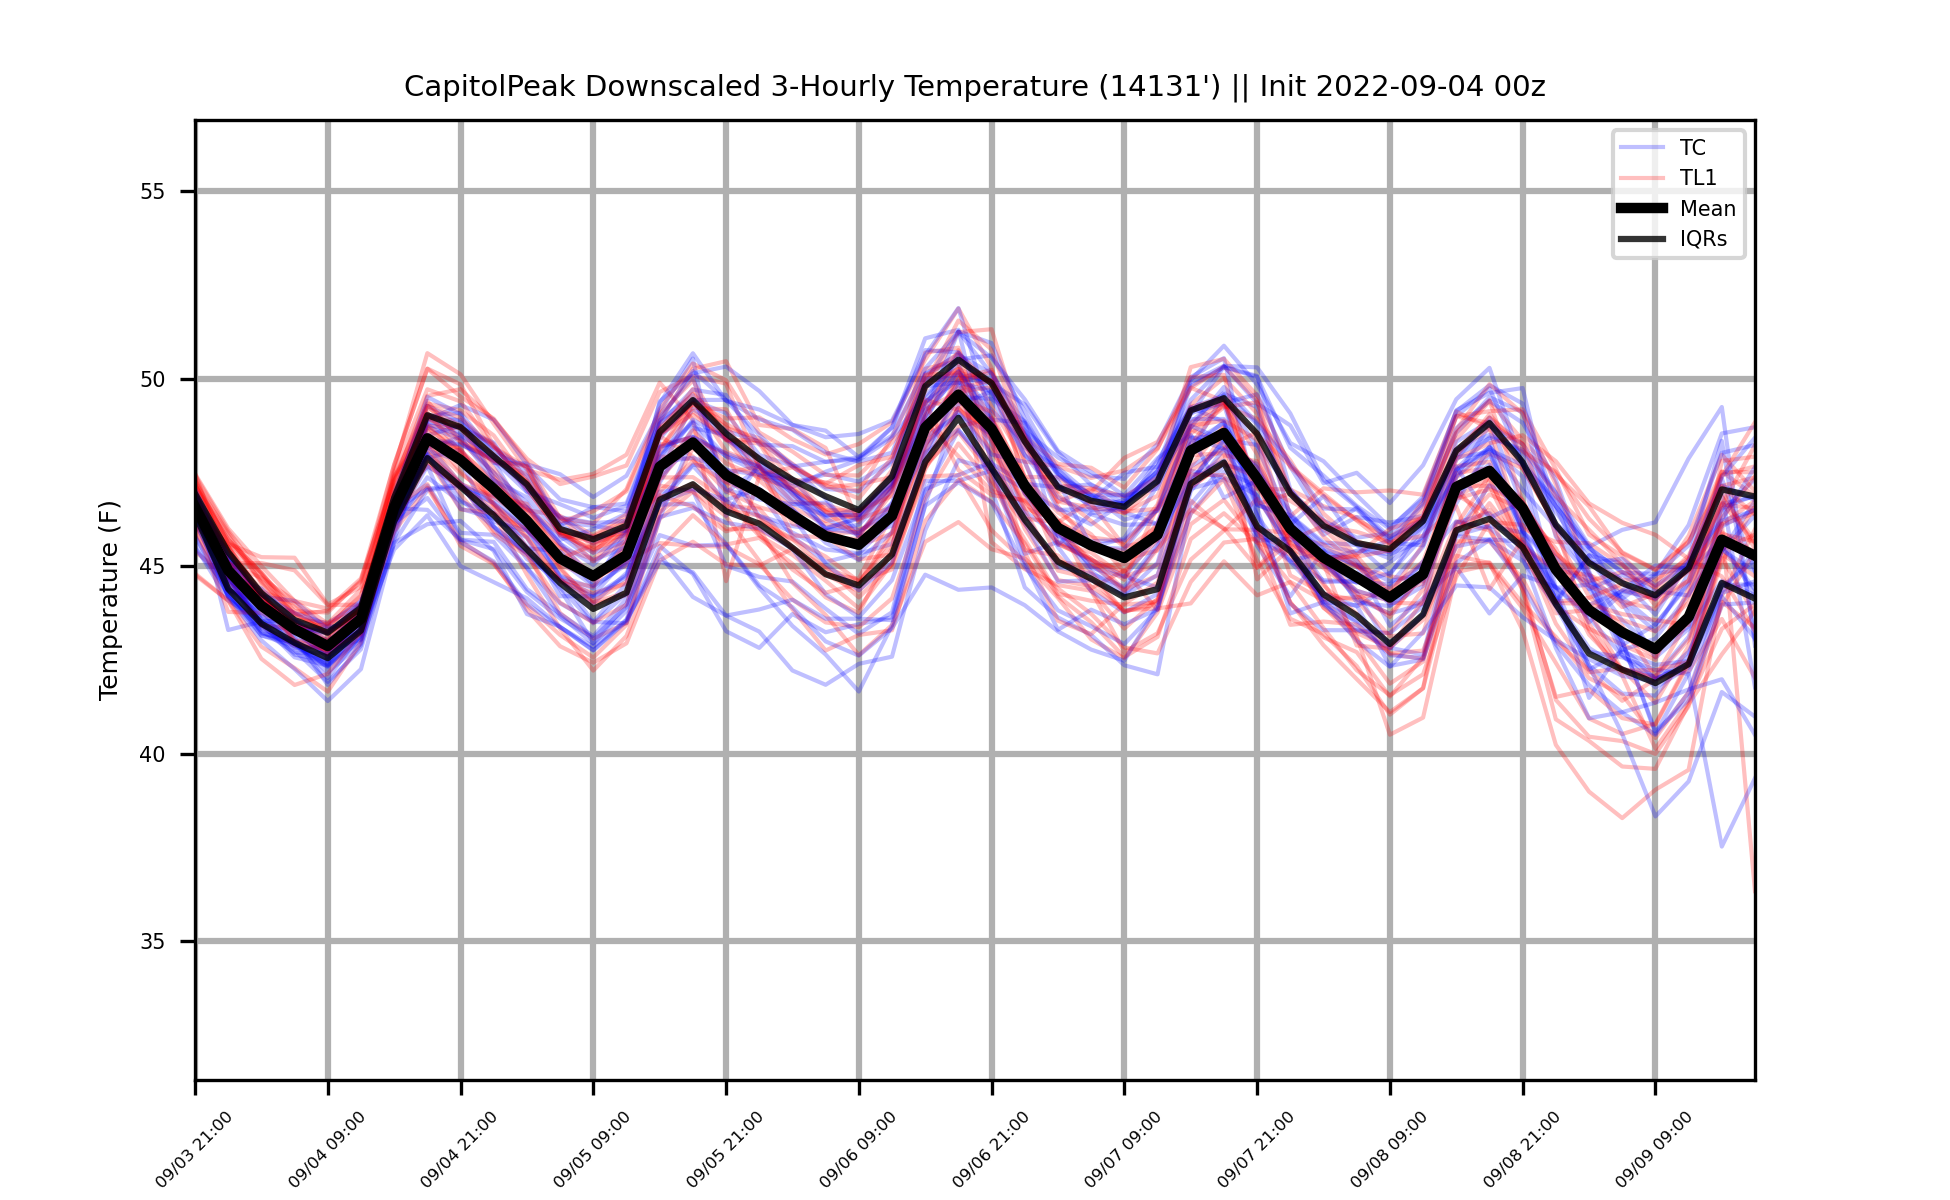 CapitolPeak Downscaled 3-Hourly Temperature (14131') || Init 2022-09-04 00z
TC
TL1
Mean
IQRs
Temperature (F)
55
50
45
40
35
09/03 21:00
09/04 09:00
09/04 21:00
09/05 09:00
09/05 21:00
09/06 09:00
09/06 21:00
09/07 09:00
09/07 21:00
09/08 09:00
09/08 21:00
09/09 09:00